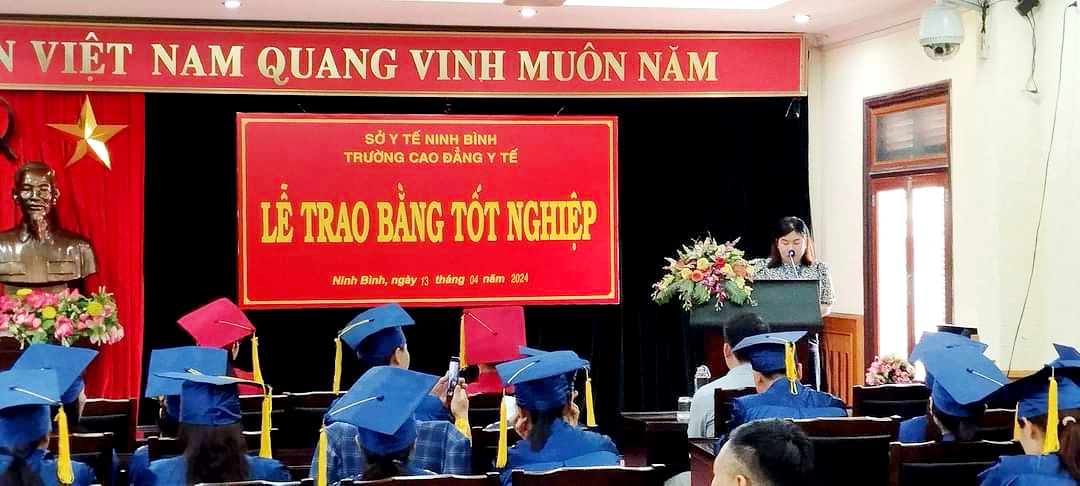 VIỆT NAM QUANG VINH MUÔN NĂM
SỞ Y TẾ NINH BÌNH
TRƯỜNG CAO ĐẲNG Y TẾ
LỄ TRAO BẰNG TỐT NGHIỆP
Ninh Bình, ngày 13 tháng 04 năm 2024